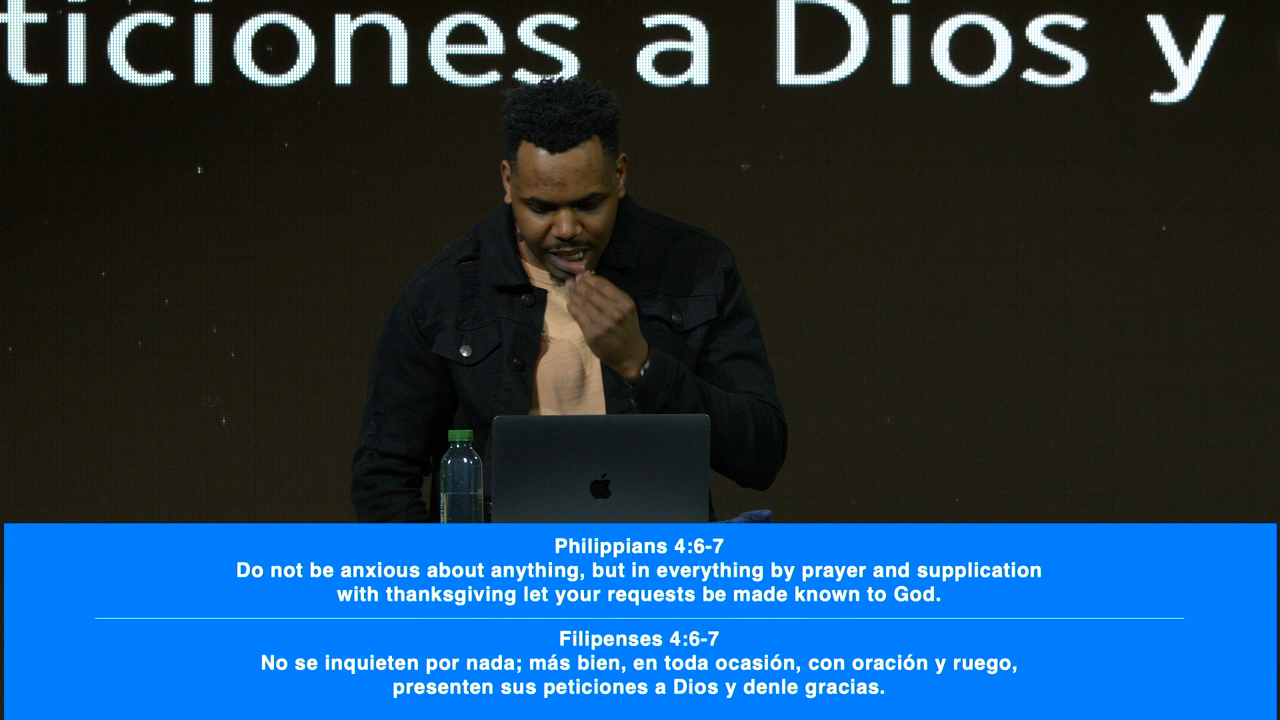 ticiones a Dios y
Philippians 4:6-7
Do not be anxious about anything, but in everything by prayer and supplication
with thanksgiving let your requests be made known to God.
Filipenses 4:6-7
No se inquieten por nada; más bien, en toda ocasión, con oración y ruego,
presenten sus peticiones a Dios y denle gracias.